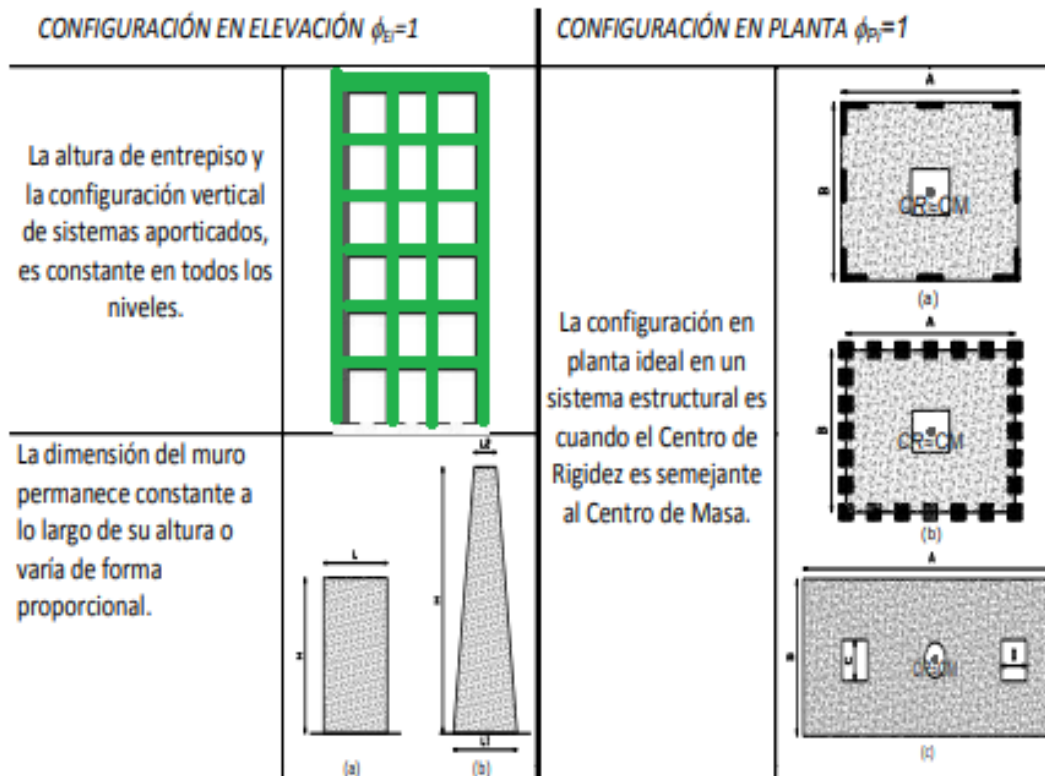 CONFIGURACIÓN EN ELEVACIÓN ϕEi=1
CONFIGURACIÓN EN PLANTA ϕPi=1
La altura de entrepiso y
la configuración vertical
de sistemas aporticados,
es constante en todos los
niveles.
La dimensión del muro
permanece constante a
lo largo de su altura o
varía de forma
proporcional.
L
H
(a)
L2
H
L1
(b)
La configuración en
planta ideal en un
sistema estructural es
cuando el Centro de
Rigidez es semejante
al Centro de Masa.
A
B
CR=CM
(a)
A
B
CR=CM
(b)
A
B
CR=CM
(c)